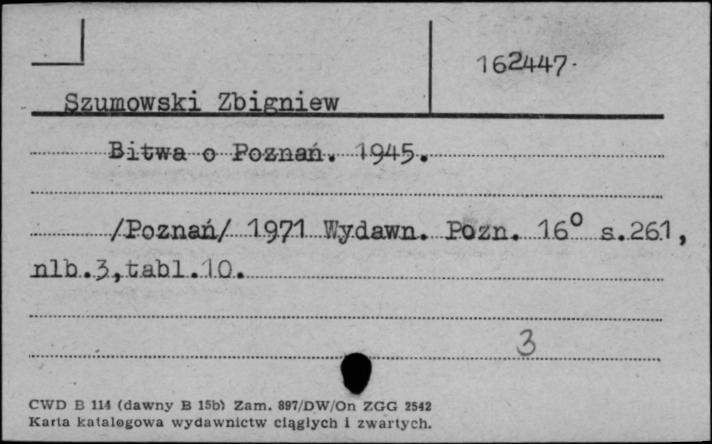 162447.
Szumowski Zbigniew
Bitwa o Poznań. 1945.
/Poznań/ 1971 Wydawn. Pozn. 16° s.261,
nlb.3,tabl.10.
3
CWD B 114 (dawny B 15b) Zam. 897/DW/On ZGG 2542
Karta katalogowa wydawnictw ciągłych i zwartych.